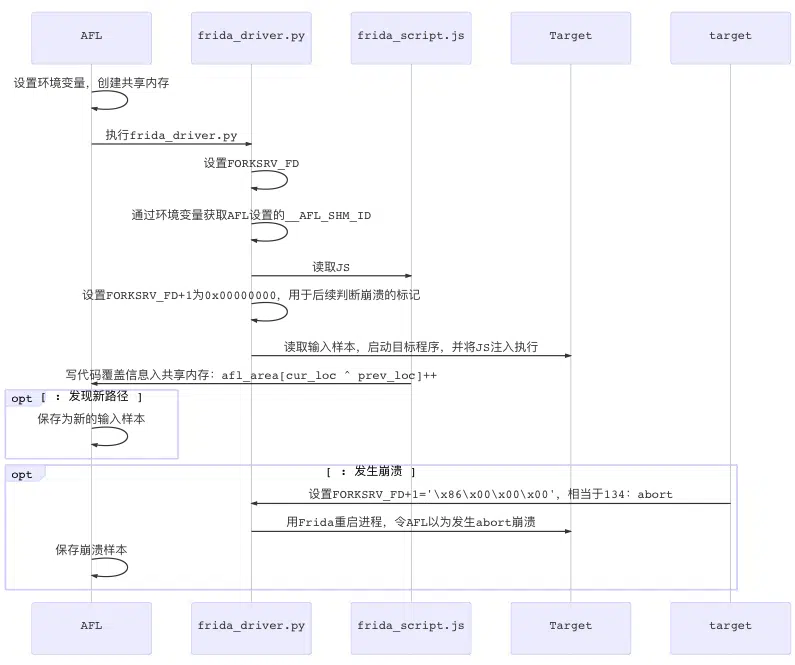 AFL
frida_driver.py
frida_script.js
Target
target
设置环境变量，创建共享内存
执行frida_driver.py
设置FORKSRV_FD
通过环境变量获取AFL设置的__AFL_SHM_ID
读取JS
设置FORKSRV_FD+1为0x00000000，用于后续判断崩溃的标记
读取输入样本，启动目标程序，并将JS注入执行
写代码覆盖信息入共享内存：afl_area[cur_loc ^ prev_loc]++
opt [ : 发现新路径 ]
保存为新的输入样本
opt [ : 发生崩溃 ]
设置FORKSRV_FD+1='\x86\x00\x00\x00'，相当于134：abort
用Frida重启进程，令AFL以为发生abort崩溃
保存崩溃样本
AFL
frida_driver.py
frida_script.js
Target
target